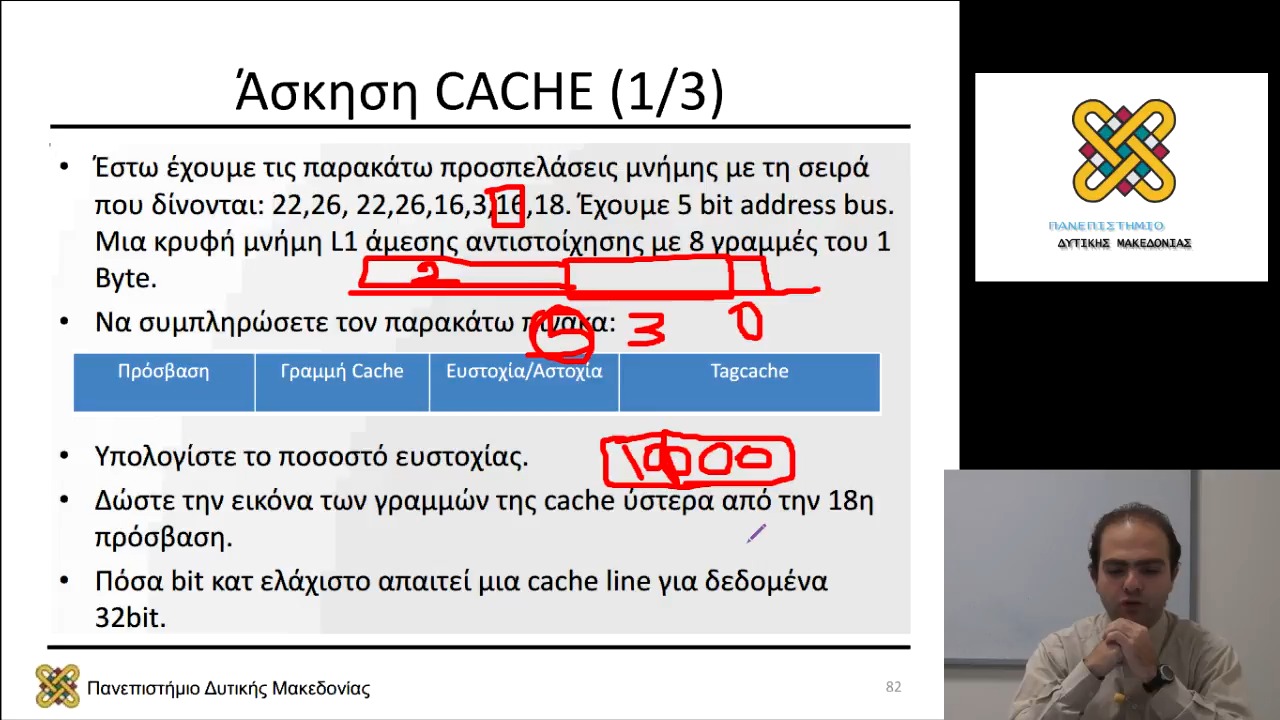 Άσκηση CACHE (1/3)
• Έστω έχουμε τις παρακάτω προσπελάσεις μνήμης με τη σειρά
που δίνονται: 22,26, 22,26,16,3,16,18. Έχουμε 5 bit address bus.
Μια κρυφή μνήμη L1 άμεσης αντιστοίχησης με 8 γραμμές του 1
Byte.
2
• Να συμπληρώσετε τον παρακάτω πίνακα:
5 3 0
Πρόσβαση Γραμμή Cache Ευστοχία/Αστοχία Tagcache
• Υπολογίστε το ποσοστό ευστοχίας.
10000
• Δώστε την εικόνα των γραμμών της cache ύστερα από την 18η
πρόσβαση.
• Πόσα bit κατ ελάχιστο απαιτεί μια cache line για δεδομένα
32bit.
Πανεπιστήμιο Δυτικής Μακεδονίας
82
ΠΑΝΕΠΙΣΤΗΜΙΟ
ΔΥΤΙΚΗΣ ΜΑΚΕΔΟΝΙΑΣ